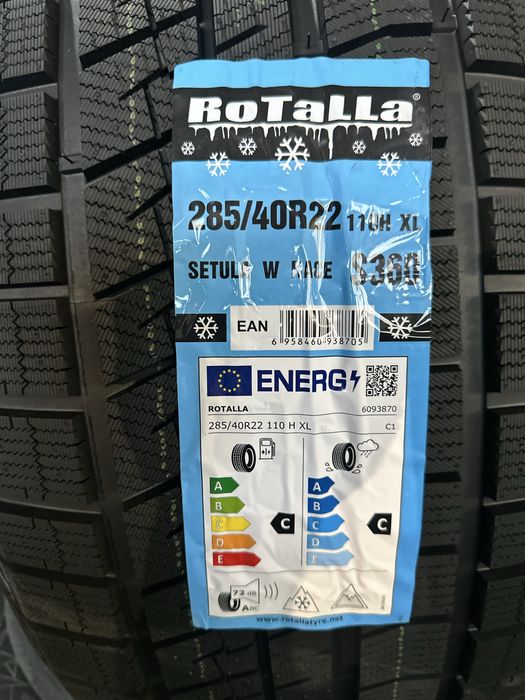 RoTaLLa®
285/40R22 110H XL
SETULA W RACE S360
EAN
6 958460 938705
ENERG
ROTALLA 6093870
285/40R22 110 H XL C1
A A
B B
C C C C
D D
E E
72 dB
ABC
www.rotallatyre.net